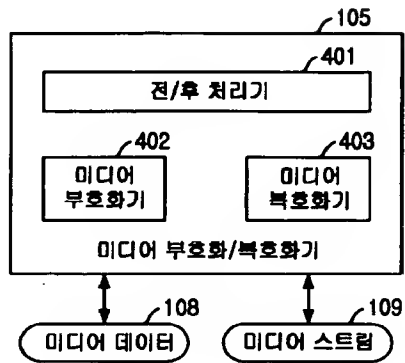 105
401
전/후 처리기
402
403
미디어
부호화기
미디어
복호화기
미디어 부호화/복호화기
108
109
미디어 데이터
미디어 스트림